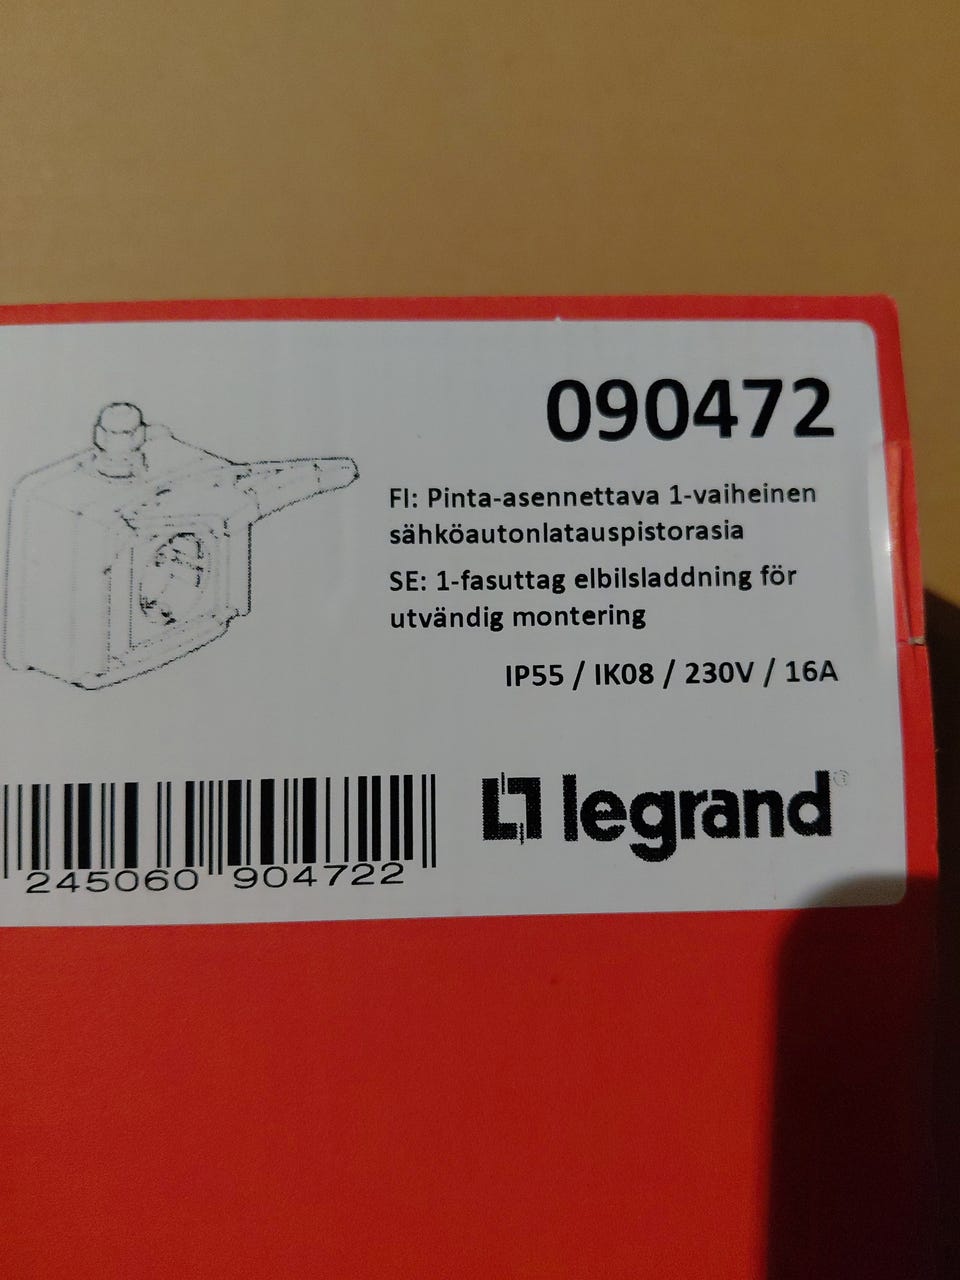 090472
FI: Pinta-asennettava 1-vaiheinen
sähköautonlatauspistorasia
SE: 1-fasuttag elbilsladdning för
utvändig montering
IP55 / IK08 / 230V / 16A
legrand®
245060 904722